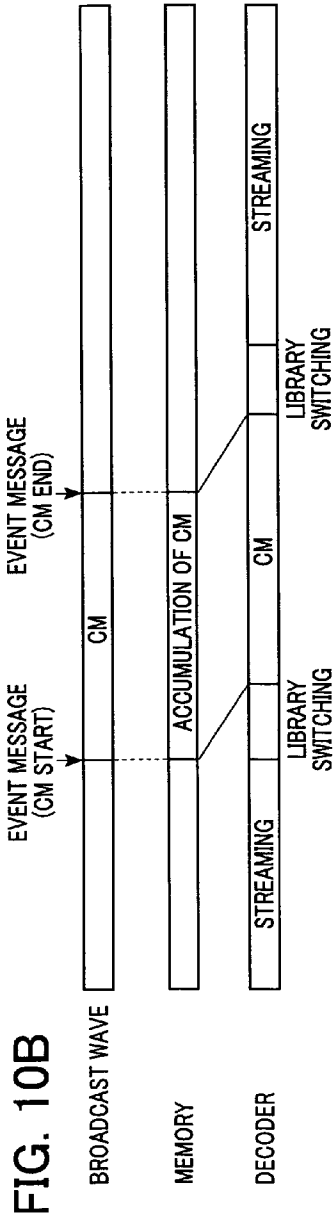 FIG. 10B
EVENT MESSAGE
(CM START)
EVENT MESSAGE
(CM END)
BROADCAST WAVE
CM
MEMORY
ACCUMULATION OF CM
DECODER
STREAMING
CM
STREAMING
LIBRARY
SWITCHING
LIBRARY
SWITCHING